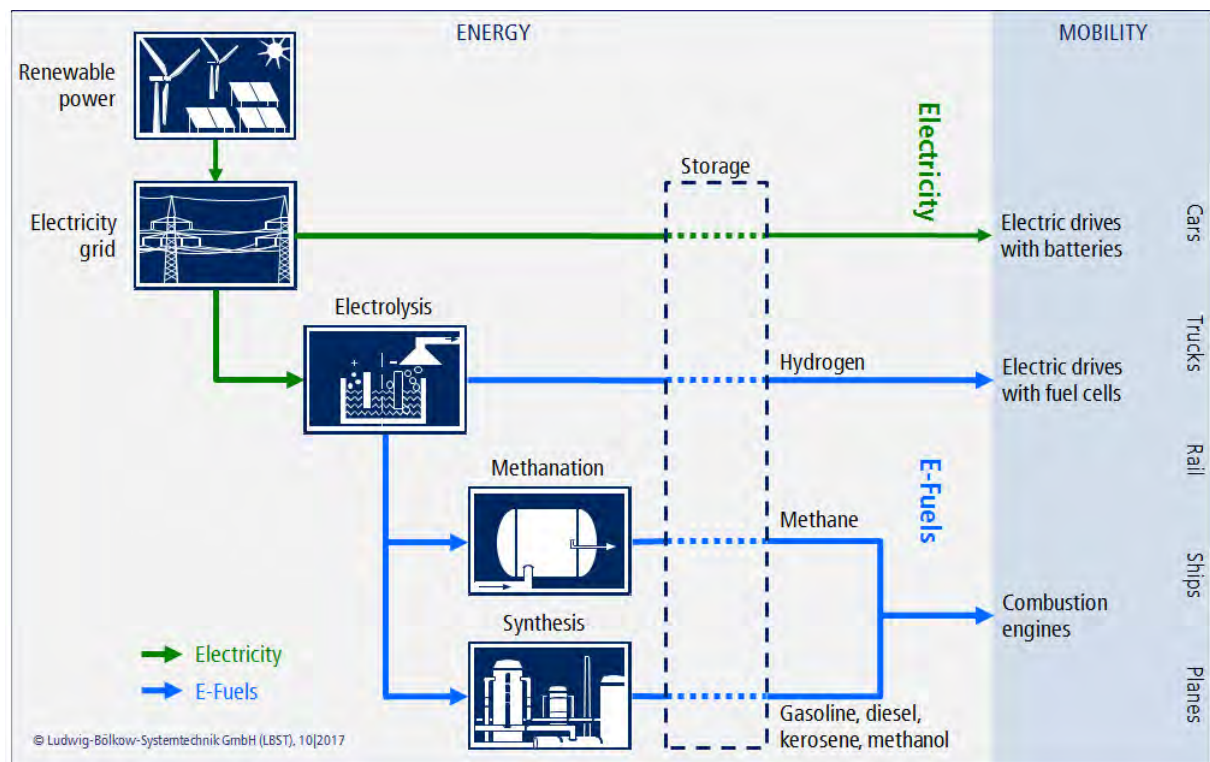 ENERGY
MOBILITY
Renewable
power
Storage
Electricity
Electricity
grid
Electric drives
with batteries
Cars
Electrolysis
Hydrogen
Electric drives
with fuel cells
Trucks
Methanation
E-Fuels
Rail
Methane
Synthesis
Combustion
engines
Ships
Electricity
E-Fuels
Gasoline, diesel,
kerosene, methanol
Planes
© Ludwig-Bölkow-Systemtechnik GmbH (LBST), 10|2017